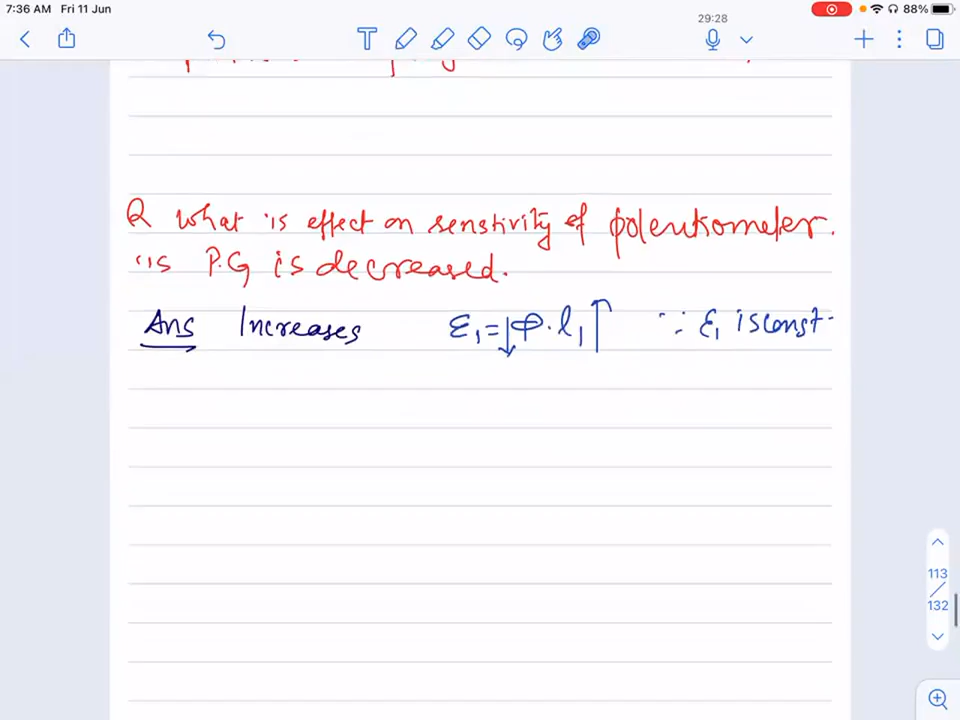 7:36 AM Fri 11 Jun
29:28
88%
Q what is effect on senstivity of potentiometer.
is P.G is decreased.
Ans Increases ε₁ = ↓φ. l₁↑ ∵ ε₁ is const.
113
132